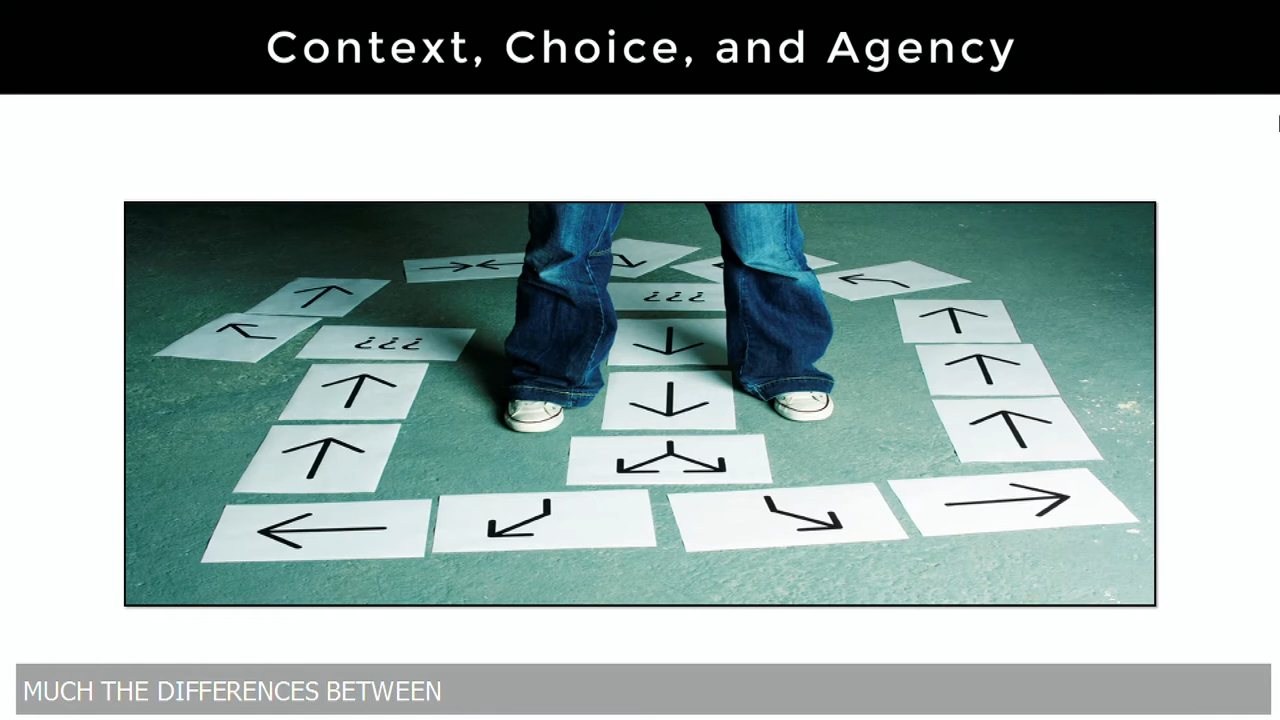 Context, Choice, and Agency
¿¿¿
¿¿¿
MUCH THE DIFFERENCES BETWEEN